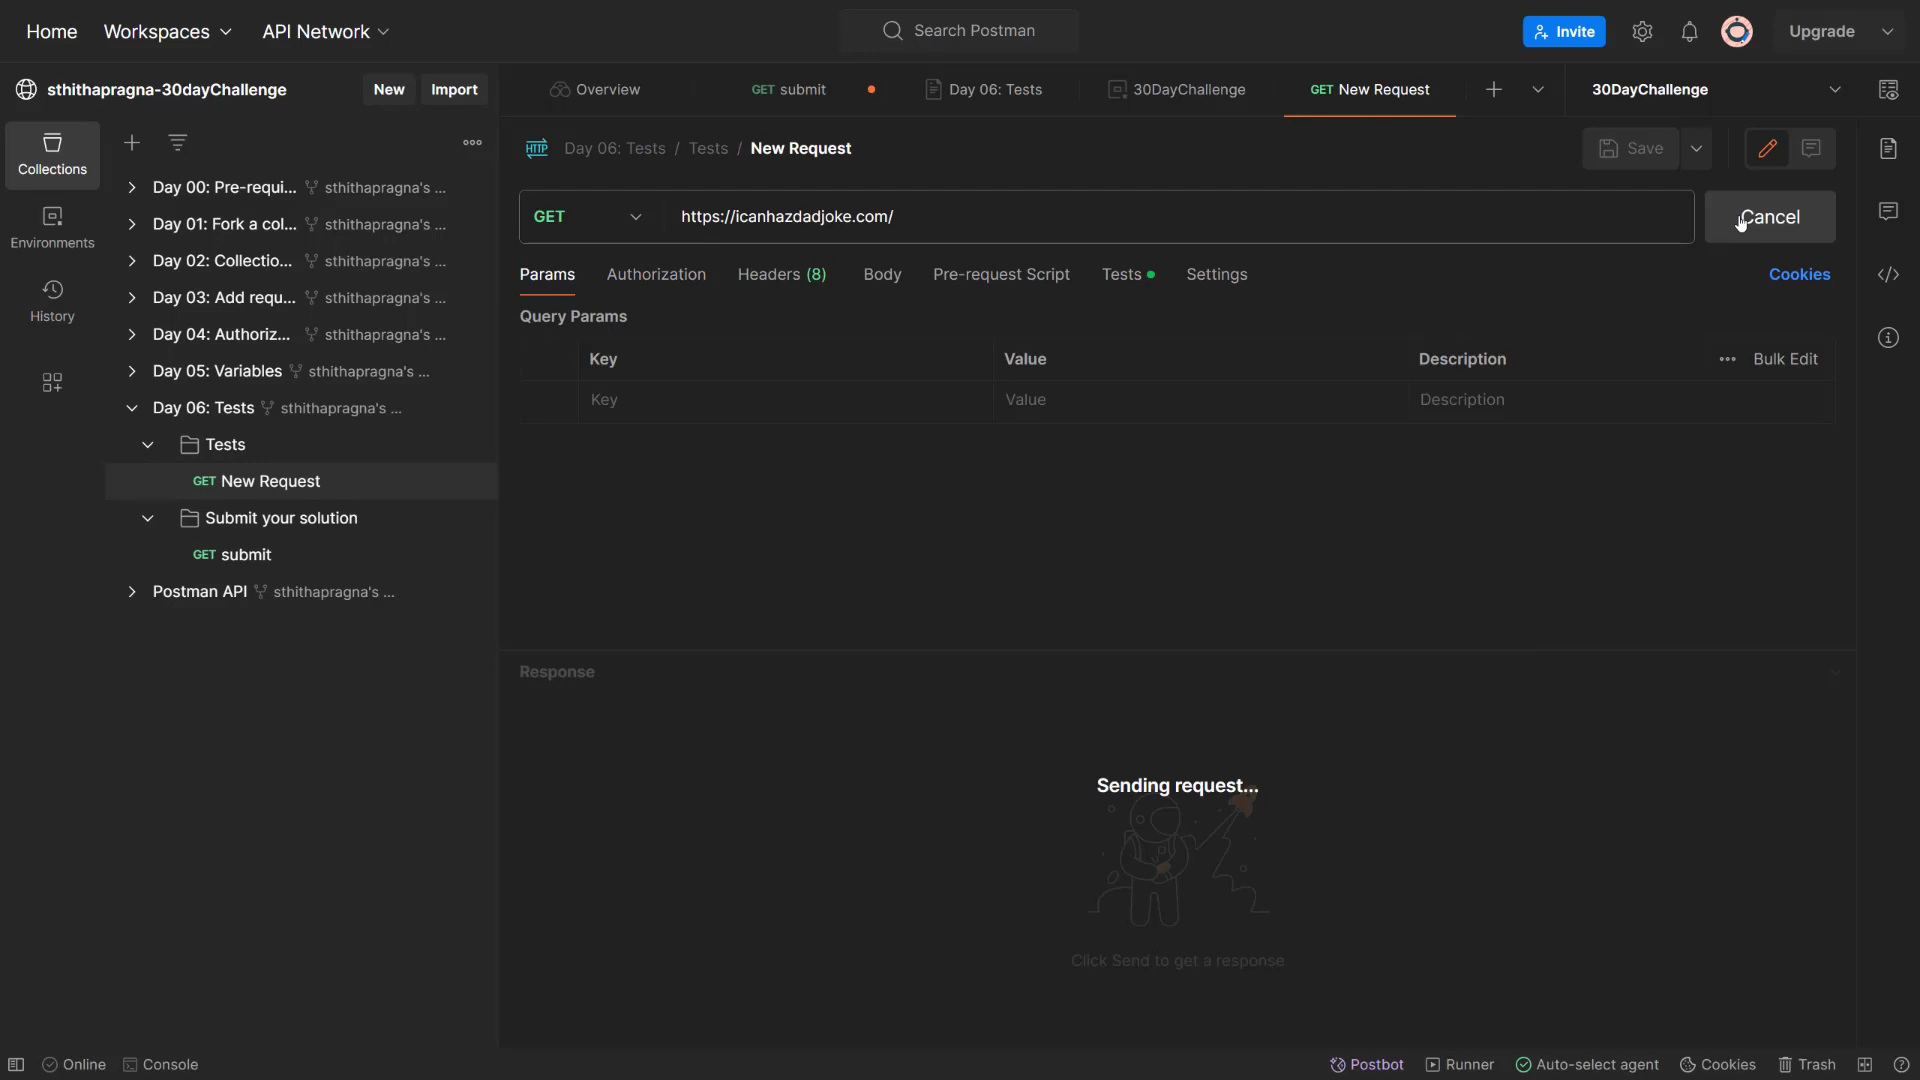 Home Workspaces API Network Search Postman Invite Upgrade
sthithapragna-30dayChallenge New Import
Overview GET submit Day 06: Tests 30DayChallenge GET New Request 30DayChallenge
Collections
Environments
History
Day 00: Pre-requi... sthithapragna's ...
Day 01: Fork a col... sthithapragna's ...
Day 02: Collectio... sthithapragna's ...
Day 03: Add requ... sthithapragna's ...
Day 04: Authoriz... sthithapragna's ...
Day 05: Variables sthithapragna's ...
Day 06: Tests sthithapragna's ...
Tests
GET New Request
Submit your solution
GET submit
Postman API sthithapragna's ...
HTTP Day 06: Tests / Tests / New Request Save
GET https://icanhazdadjoke.com/ Cancel
Params Authorization Headers (8) Body Pre-request Script Tests Settings Cookies
Query Params
Key Value Description Bulk Edit
Key Value Description
Response
Sending request...
Click Send to get a response
Online Console Postbot Runner Auto-select agent Cookies Trash